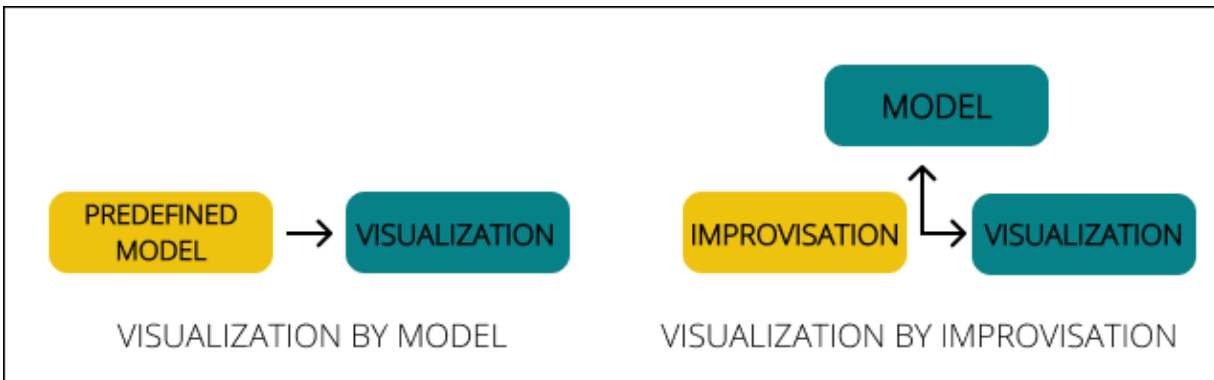 PREDEFINED
MODEL
VISUALIZATION
VISUALIZATION BY MODEL
MODEL
IMPROVISATION
VISUALIZATION
VISUALIZATION BY IMPROVISATION